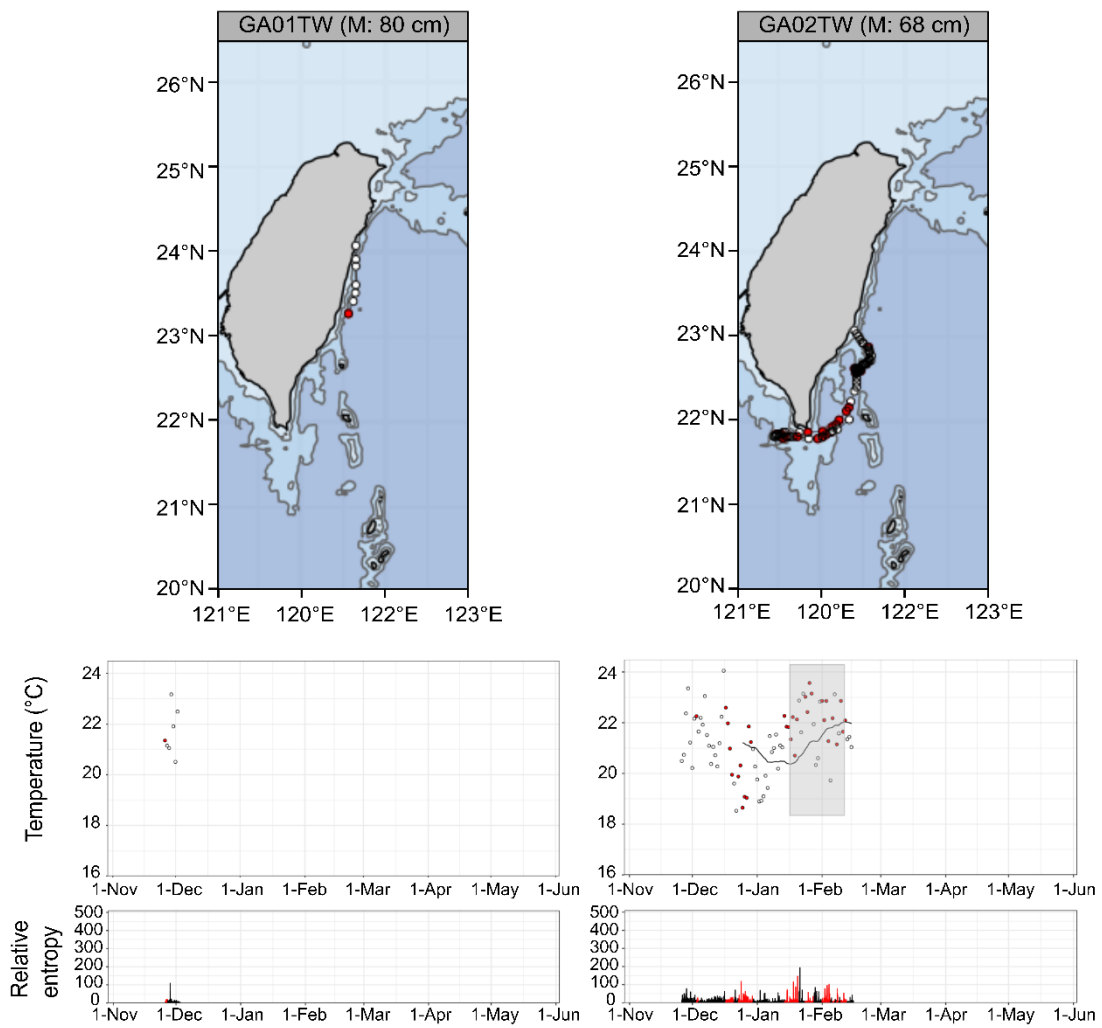 GA01TW (M: 80 cm)
GA02TW (M: 68 cm)
26°N
25°N
24°N
23°N
22°N
21°N
20°N
121°E 120°E 122°E 123°E
26°N
25°N
24°N
23°N
22°N
21°N
20°N
121°E 120°E 122°E 123°E
Temperature (°C)
24
22
20
18
16
1-Nov 1-Dec 1-Jan 1-Feb 1-Mar 1-Apr 1-May 1-Jun
24
22
20
18
16
1-Nov 1-Dec 1-Jan 1-Feb 1-Mar 1-Apr 1-May 1-Jun
Relative
entropy
500
400
300
200
100
0
1-Nov 1-Dec 1-Jan 1-Feb 1-Mar 1-Apr 1-May 1-Jun
500
400
300
200
100
0
1-Nov 1-Dec 1-Jan 1-Feb 1-Mar 1-Apr 1-May 1-Jun